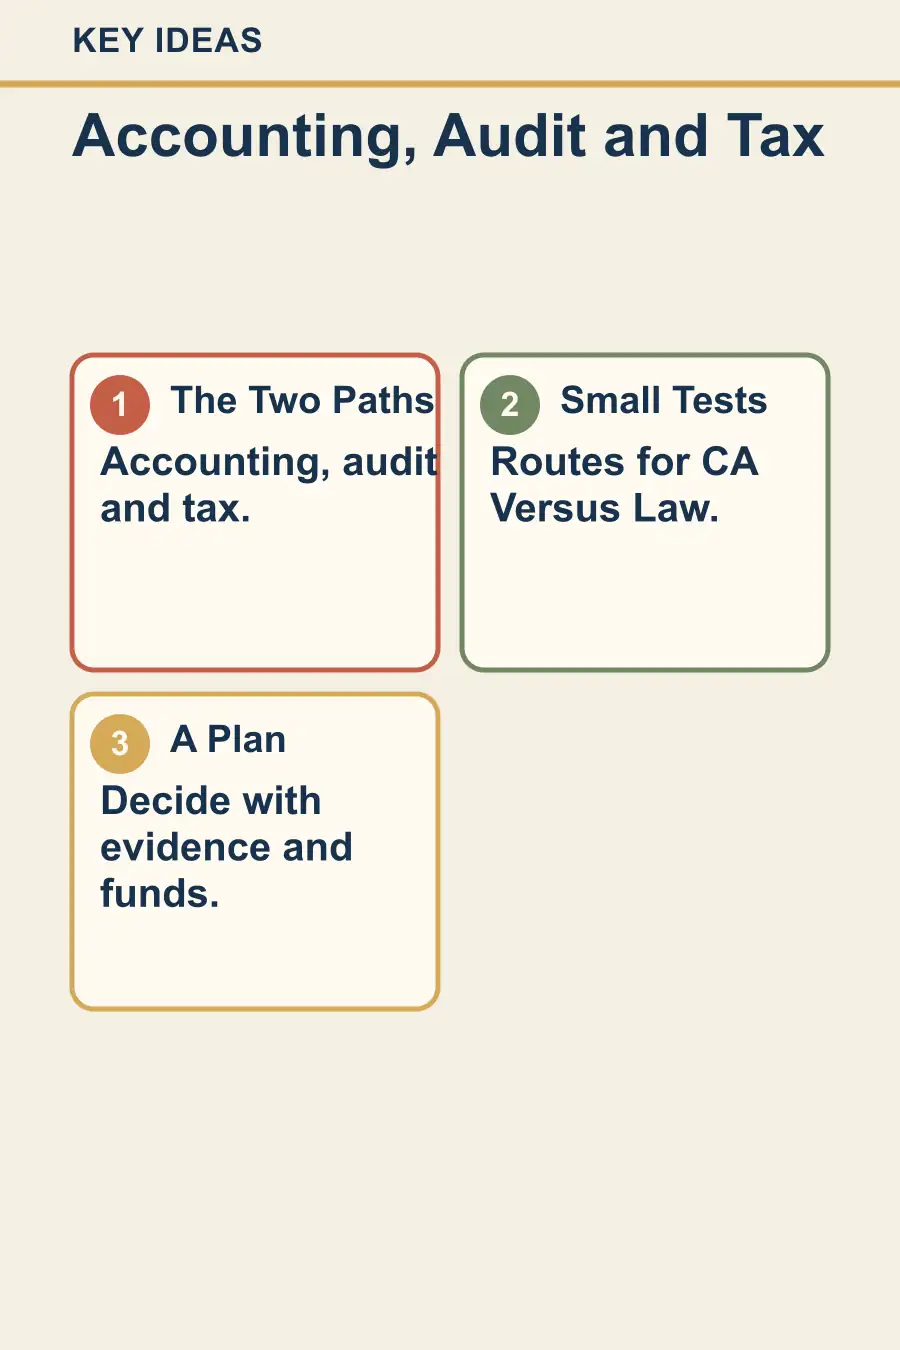 KEY IDEAS
Accounting, Audit and Tax
1
The Two Paths
Accounting, audit
and tax.
2
Small Tests
Routes for CA
Versus Law.
3
A Plan
Decide with
evidence and
funds.